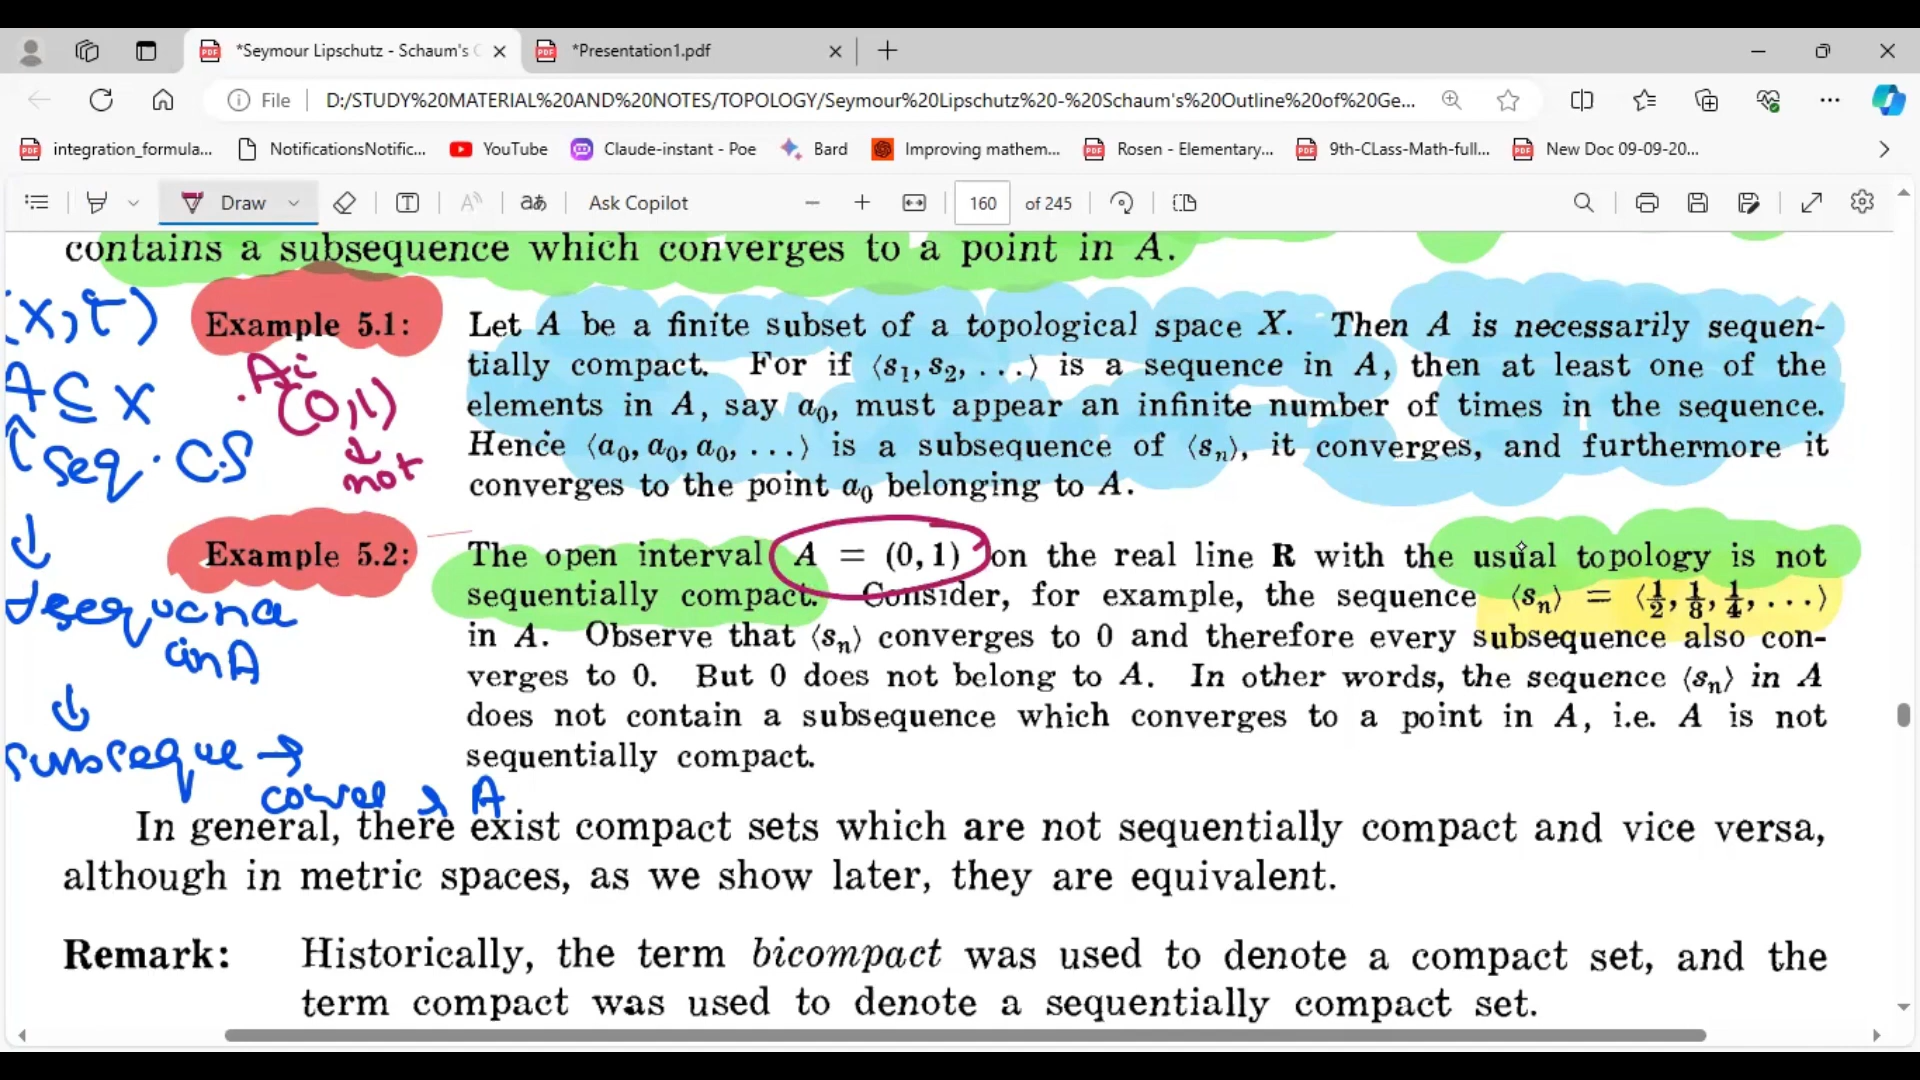 *Seymour Lipschutz - Schaum's O
*Presentation1.pdf
File
D:/STUDY%20MATERIAL%20AND%20NOTES/TOPOLOGY/Seymour%20Lipschutz%20-%20Schaum's%20Outline%20of%20Ge...
integration_formula...
NotificationsNotific...
YouTube
Claude-instant - Poe
Bard
Improving mathem...
Rosen - Elementary...
9th-CLass-Math-full...
New Doc 09-09-20...
Draw
Ask Copilot
160 of 245
contains a subsequence which converges to a point in A.
(X,τ)
A ⊆ X
seq. CS
Example 5.1:
(0,1)
not
Let A be a finite subset of a topological space X. Then A is necessarily sequen-
tially compact. For if ⟨s₁, s₂, . . .⟩ is a sequence in A, then at least one of the
elements in A, say a₀, must appear an infinite number of times in the sequence.
Hence ⟨a₀, a₀, a₀, . . .⟩ is a subsequence of ⟨sₙ⟩, it converges, and furthermore it
converges to the point a₀ belonging to A.
Example 5.2:
The open interval A = (0, 1) on the real line R with the usual topology is not
sequentially compact. Consider, for example, the sequence ⟨sₙ⟩ = ⟨½, ⅛, ¼, . . .⟩
in A. Observe that ⟨sₙ⟩ converges to 0 and therefore every subsequence also con-
verges to 0. But 0 does not belong to A. In other words, the sequence ⟨sₙ⟩ in A
does not contain a subsequence which converges to a point in A, i.e. A is not
sequentially compact.
in A
A
In general, there exist compact sets which are not sequentially compact and vice versa,
although in metric spaces, as we show later, they are equivalent.
Remark:
Historically, the term bicompact was used to denote a compact set, and the
term compact was used to denote a sequentially compact set.